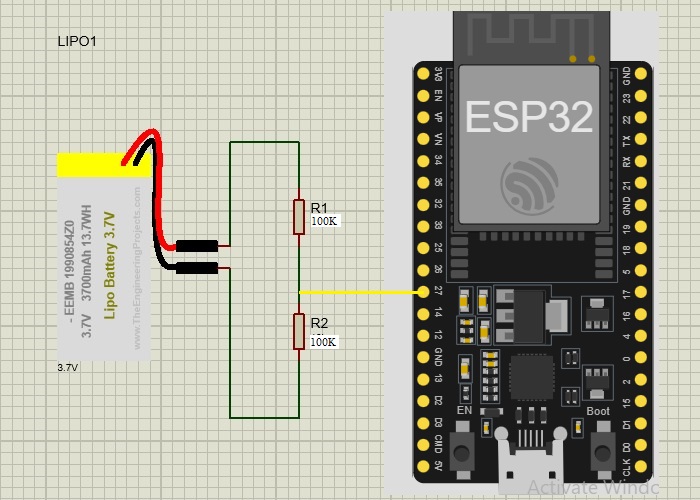 LIPO1
- EEMB 1990854Z0
3.7V 3700mAh 13.7WH
Lipo Battery 3.7V
www.TheEngineeringProjects.com
3.7V
R1
100K
R2
100K
ESP32
3V3
EN
VP
VN
34
35
32
33
25
26
27
14
12
GND
13
D2
D3
CMD
5V
GND
23
22
TX
RX
21
GND
19
18
5
17
16
4
0
2
15
D1
D0
CLK
EN
Boot
Activate Windc